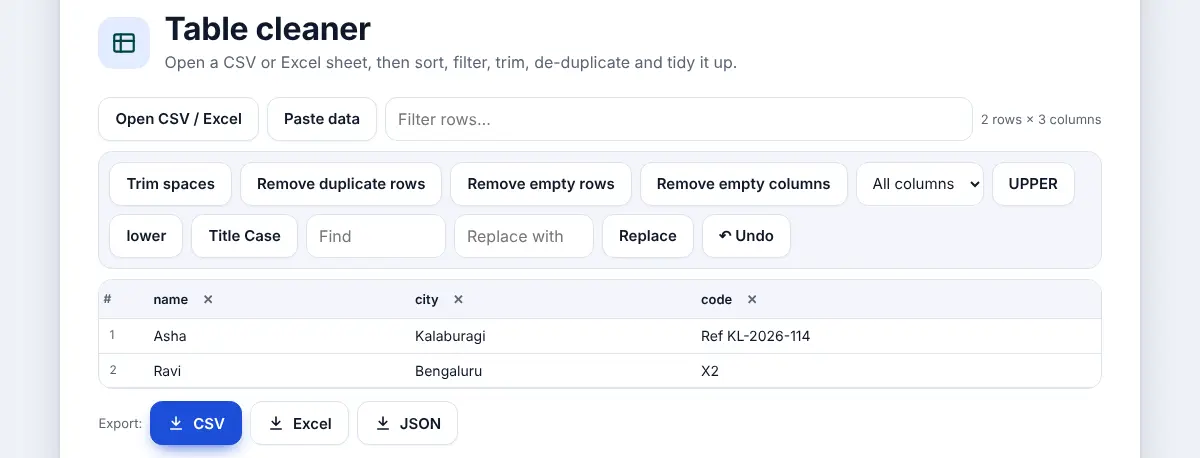 Table cleaner
Open a CSV or Excel sheet, then sort, filter, trim, de-duplicate and tidy it up.
Open CSV / Excel Paste data Filter rows... 2 rows × 3 columns
Trim spaces Remove duplicate rows Remove empty rows Remove empty columns All columns UPPER
lower Title Case Find Replace with Replace ↶ Undo
# name × city × code ×
1 Asha Kalaburagi Ref KL-2026-114
2 Ravi Bengaluru X2
Export: CSV Excel JSON